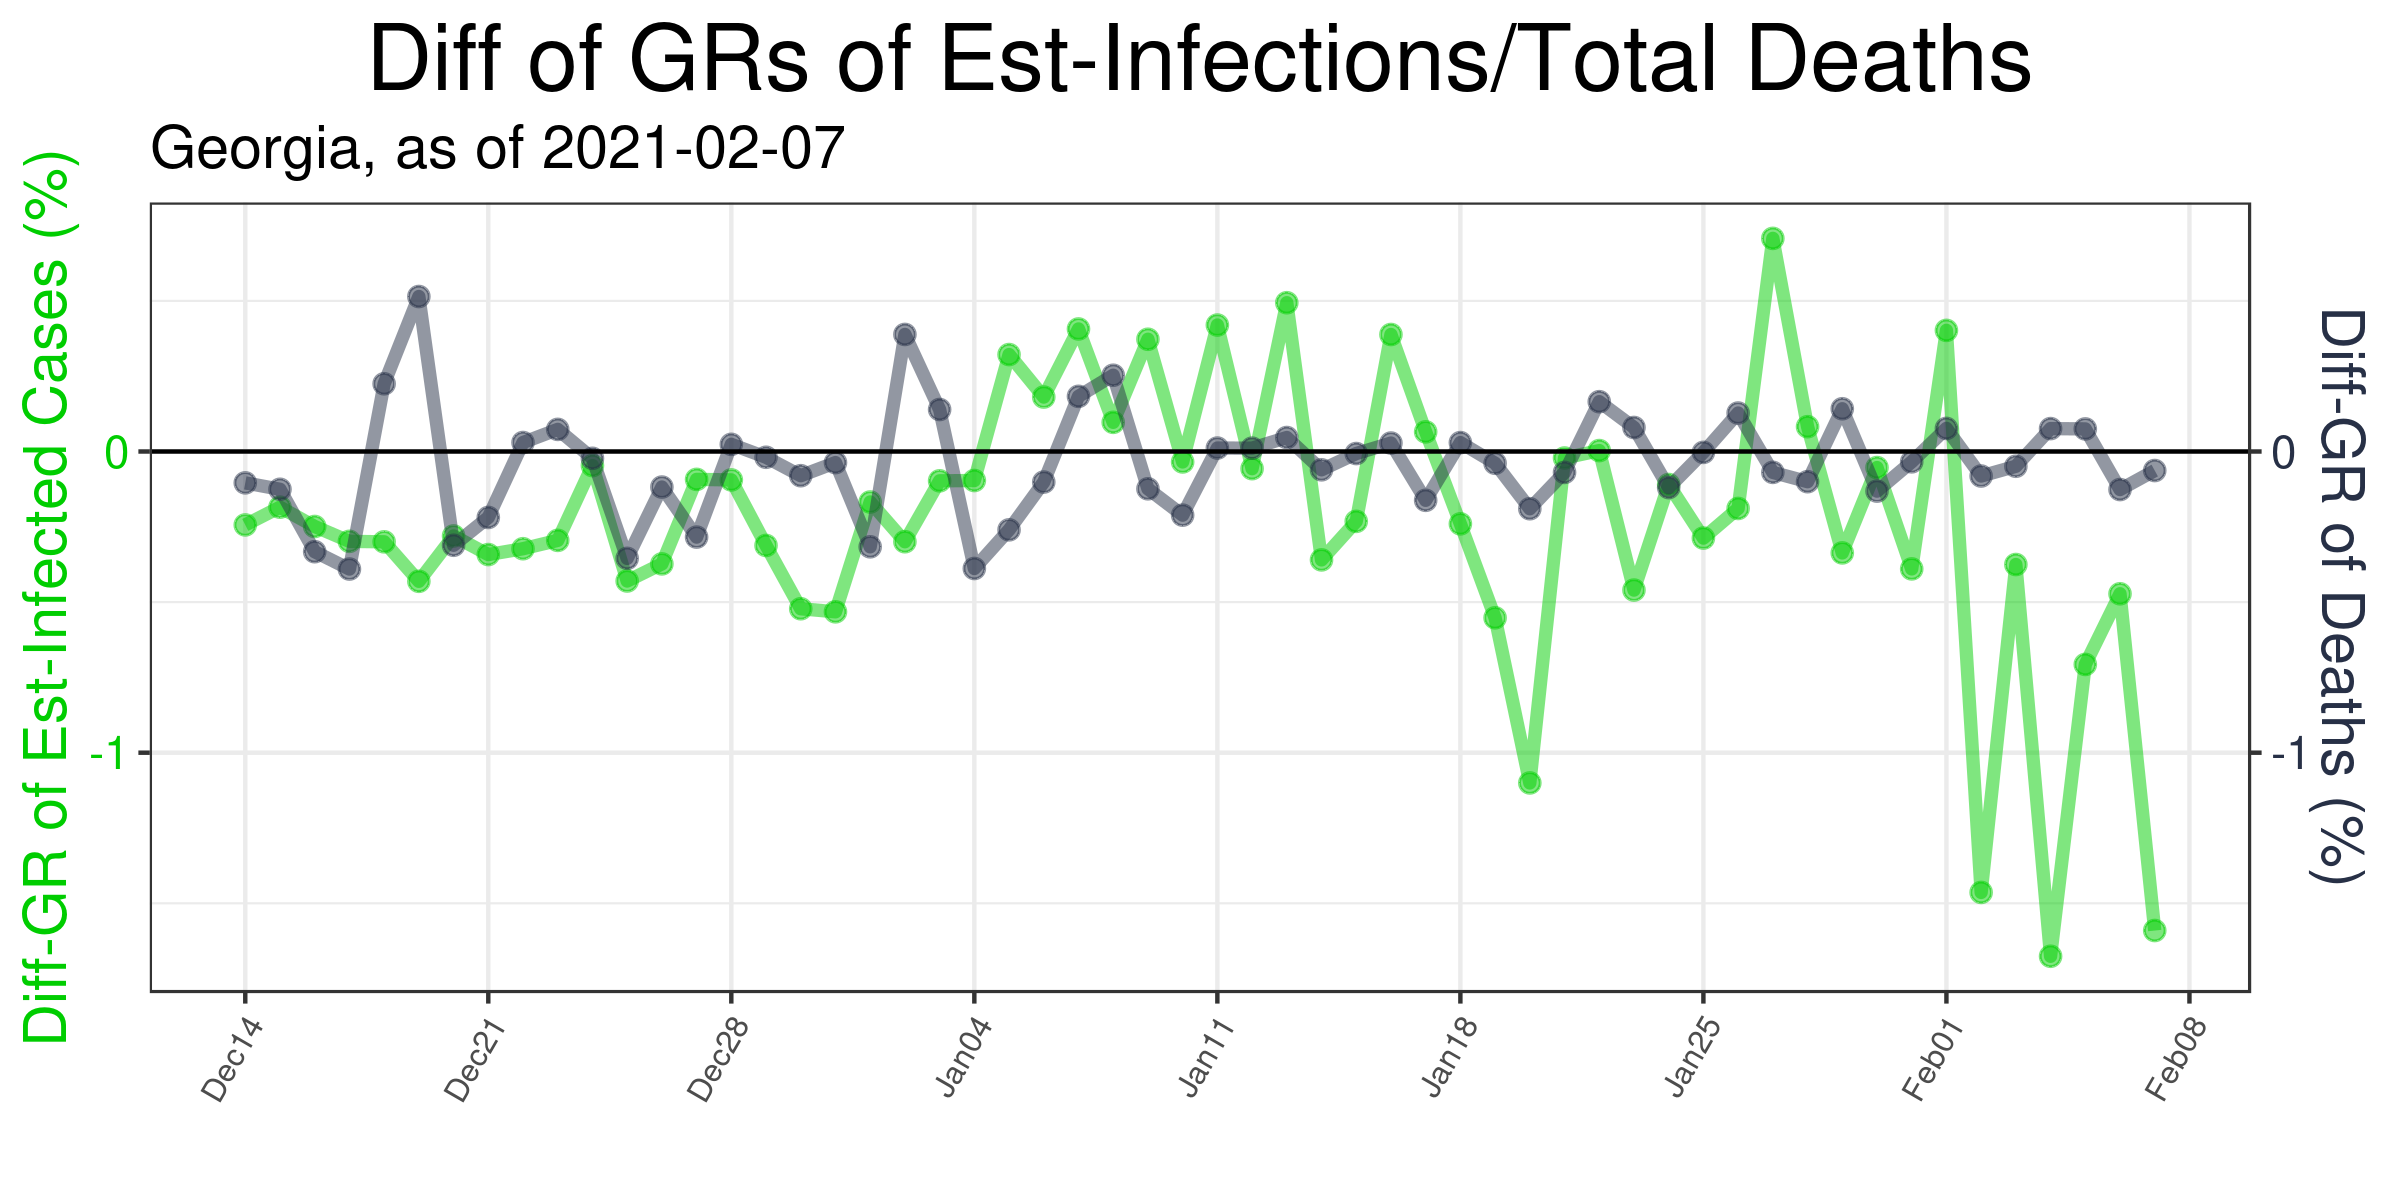 Diff of GRs of Est-Infections/Total Deaths
Georgia, as of 2021-02-07
Diff-GR of Est-Infected Cases (%)
0
-1
0
-1
Diff-GR of Deaths (%)
Dec14
Dec21
Dec28
Jan04
Jan11
Jan18
Jan25
Feb01
Feb08